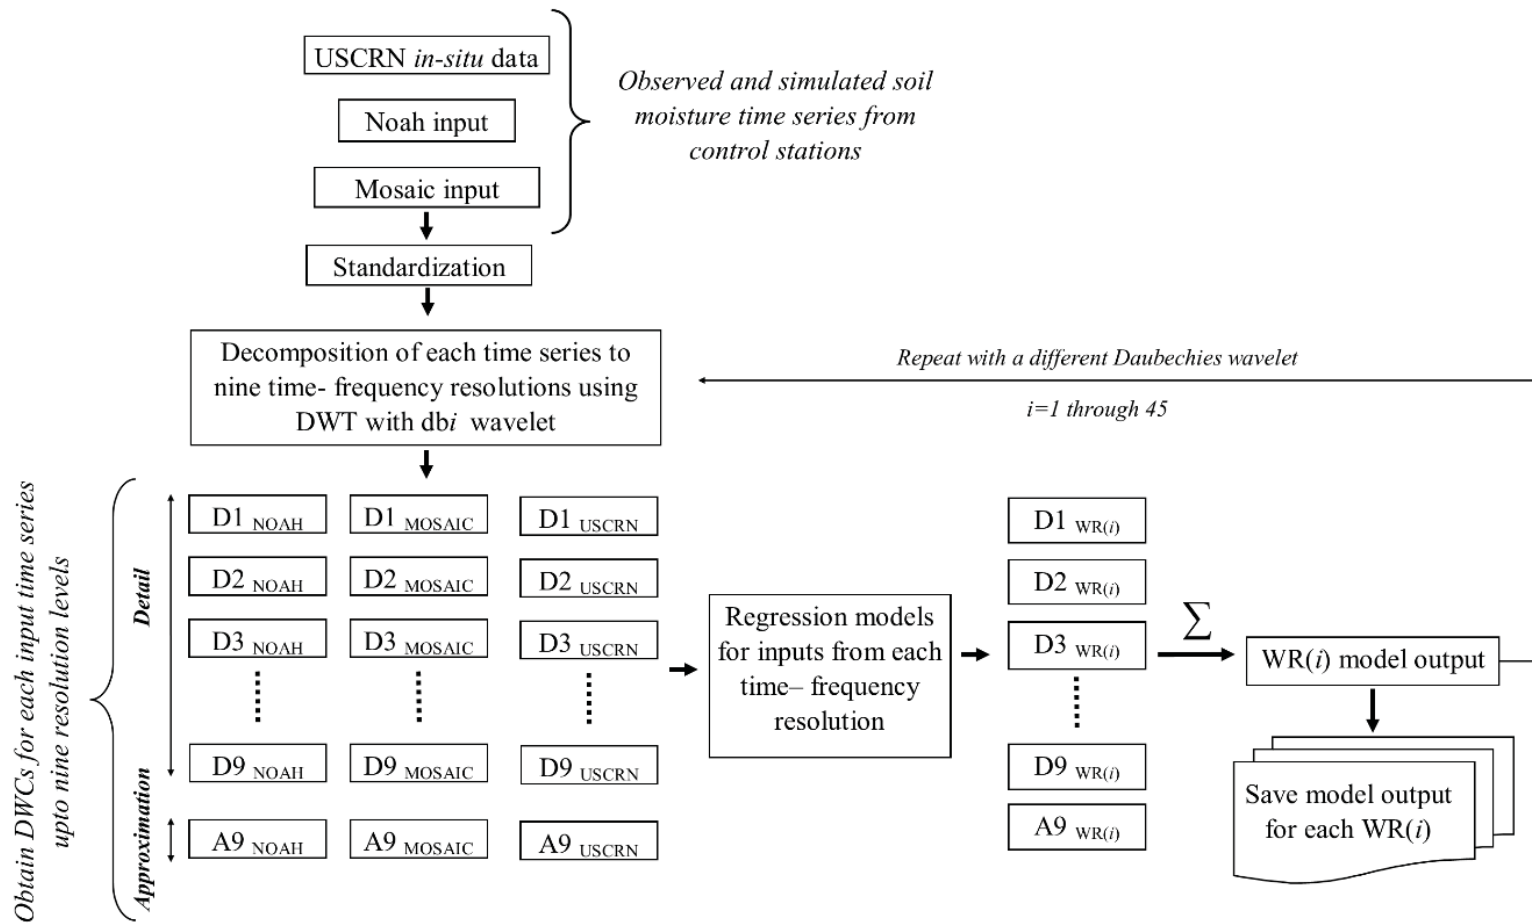 USCRN in-situ data
Noah input
Mosaic input
Observed and simulated soil
moisture time series from
control stations
Standardization
Decomposition of each time series to
nine time- frequency resolutions using
DWT with dbi wavelet
Repeat with a different Daubechies wavelet
i=1 through 45
Obtain DWCs for each input time series
upto nine resolution levels
Detail
Approximation
D1 NOAH
D1 MOSAIC
D1 USCRN
D2 NOAH
D2 MOSAIC
D2 USCRN
D3 NOAH
D3 MOSAIC
D3 USCRN
D9 NOAH
D9 MOSAIC
D9 USCRN
A9 NOAH
A9 MOSAIC
A9 USCRN
Regression models
for inputs from each
time– frequency
resolution
D1 WR(i)
D2 WR(i)
D3 WR(i)
D9 WR(i)
A9 WR(i)
∑
WR(i) model output
Save model output
for each WR(i)